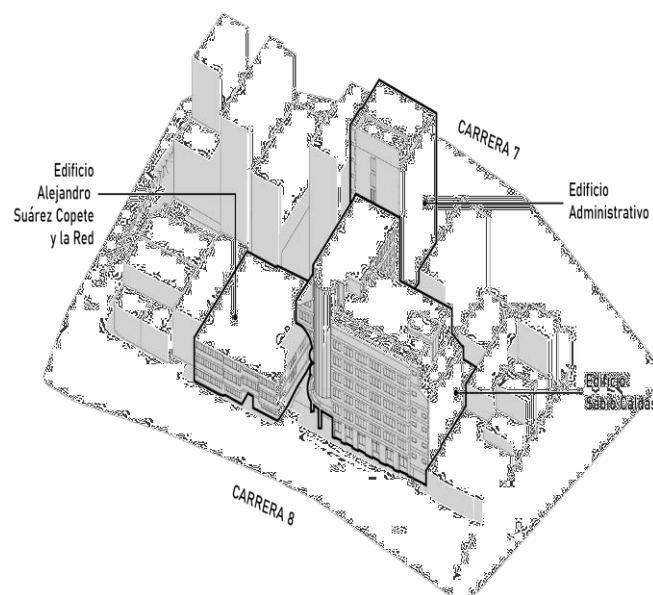 CARRERA 7
Edificio
Alejandro
Suárez Copete
y la Red
Edificio
Administrativo
Edificio
Sabio Caldas
CARRERA 8